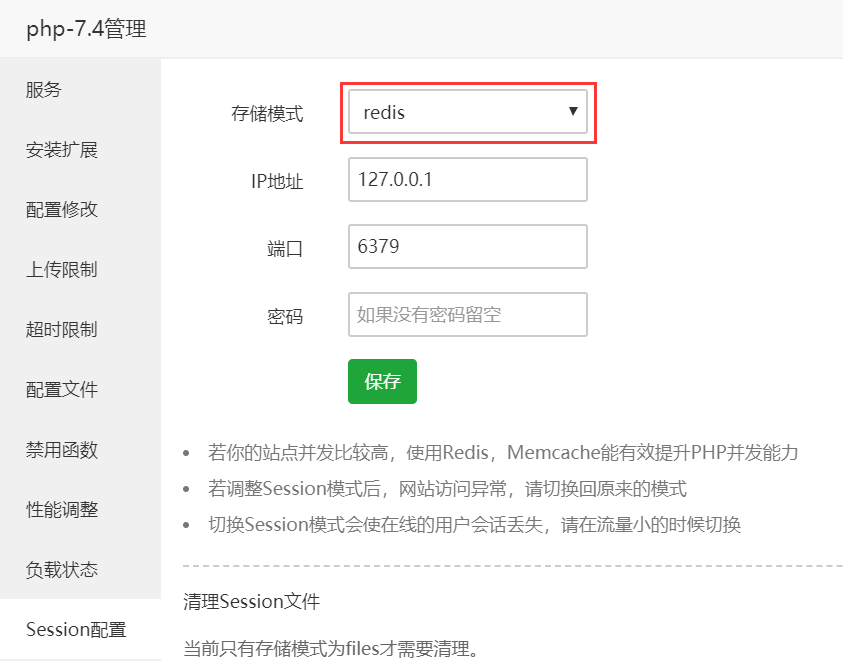 php-7.4管理
服务
安装扩展
配置修改
上传限制
超时限制
配置文件
禁用函数
性能调整
负载状态
Session配置
存储模式 redis
IP地址 127.0.0.1
端口 6379
密码 如果没有密码留空
保存
若你的站点并发比较高，使用Redis，Memcache能有效提升PHP并发能力
若调整Session模式后，网站访问异常，请切换回原来的模式
切换Session模式会使在线的用户会话丢失，请在流量小的时候切换
清理Session文件
当前只有存储模式为files才需要清理。